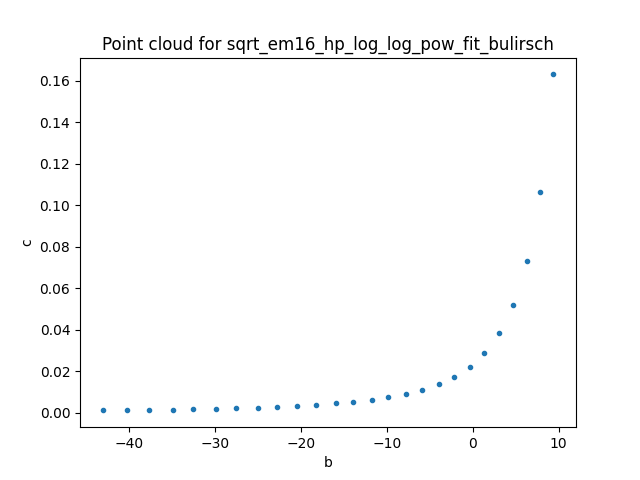 Point cloud for sqrt_em16_hp_log_log_pow_fit_bulirsch
0.16
0.14
0.12
0.10
0.08
0.06
0.04
0.02
0.00
c
−40 −30 −20 −10 0 10
b